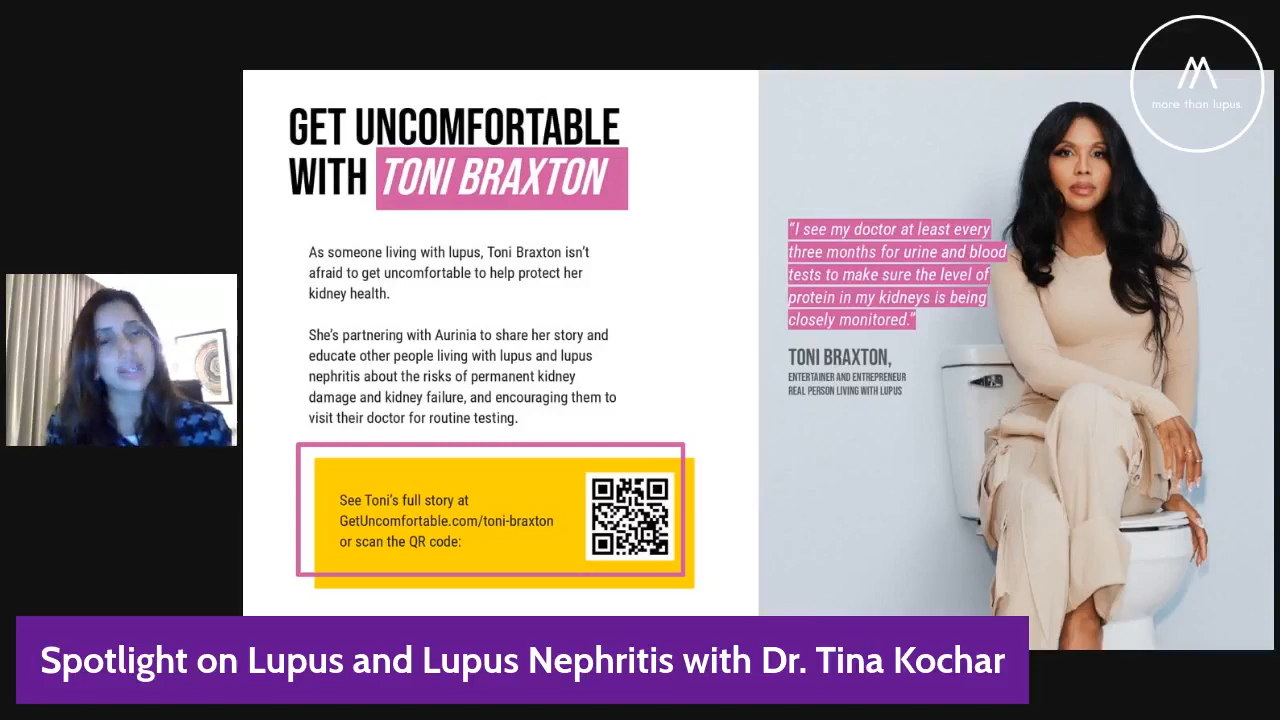 more than lupus.
GET UNCOMFORTABLE
WITH TONI BRAXTON
As someone living with lupus, Toni Braxton isn't
afraid to get uncomfortable to help protect her
kidney health.
She's partnering with Aurinia to share her story and
educate other people living with lupus and lupus
nephritis about the risks of permanent kidney
damage and kidney failure, and encouraging them to
visit their doctor for routine testing.
See Toni's full story at
GetUncomfortable.com/toni-braxton
or scan the QR code:
"I see my doctor at least every
three months for urine and blood
tests to make sure the level of
protein in my kidneys is being
closely monitored."
TONI BRAXTON,
ENTERTAINER AND ENTREPRENEUR
REAL PERSON LIVING WITH LUPUS
Spotlight on Lupus and Lupus Nephritis with Dr. Tina Kochar